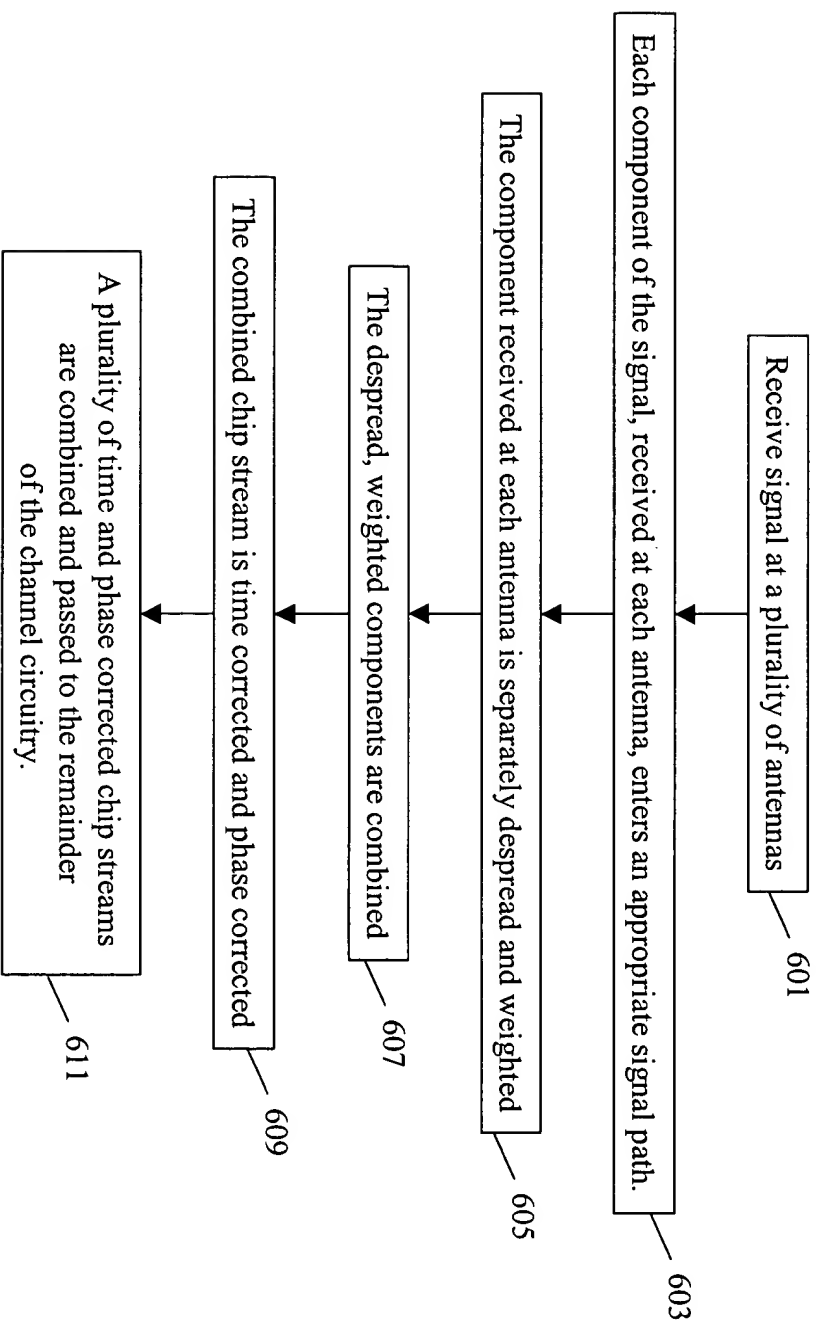 Receive signal at a plurality of antennas
601
Each component of the signal, received at each antenna, enters an appropriate signal path.
603
The component received at each antenna is separately despread and weighted
605
The despread, weighted components are combined
607
The combined chip stream is time corrected and phase corrected
609
A plurality of time and phase corrected chip streams
are combined and passed to the remainder
of the channel circuitry.
611